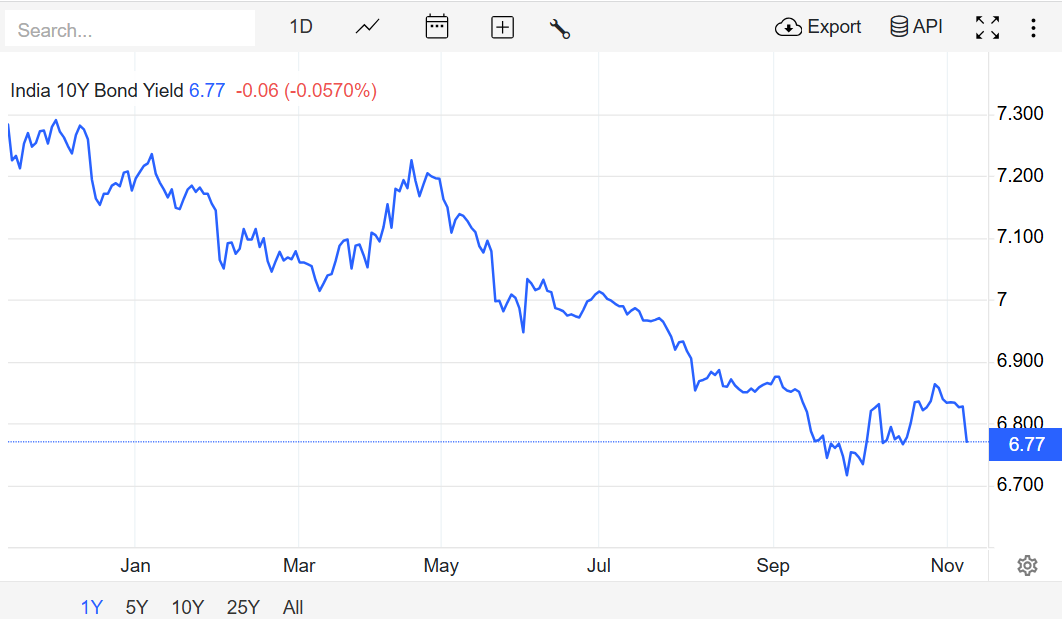 Search... 1D Export API
India 10Y Bond Yield 6.77 -0.06 (-0.0570%)
7.300
7.200
7.100
7
6.900
6.800
6.77
6.700
Jan Mar May Jul Sep Nov
1Y 5Y 10Y 25Y All